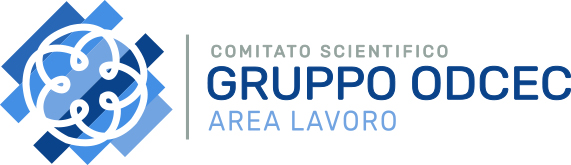 COMITATO SCIENTIFICO
GRUPPO ODCEC
AREA LAVORO